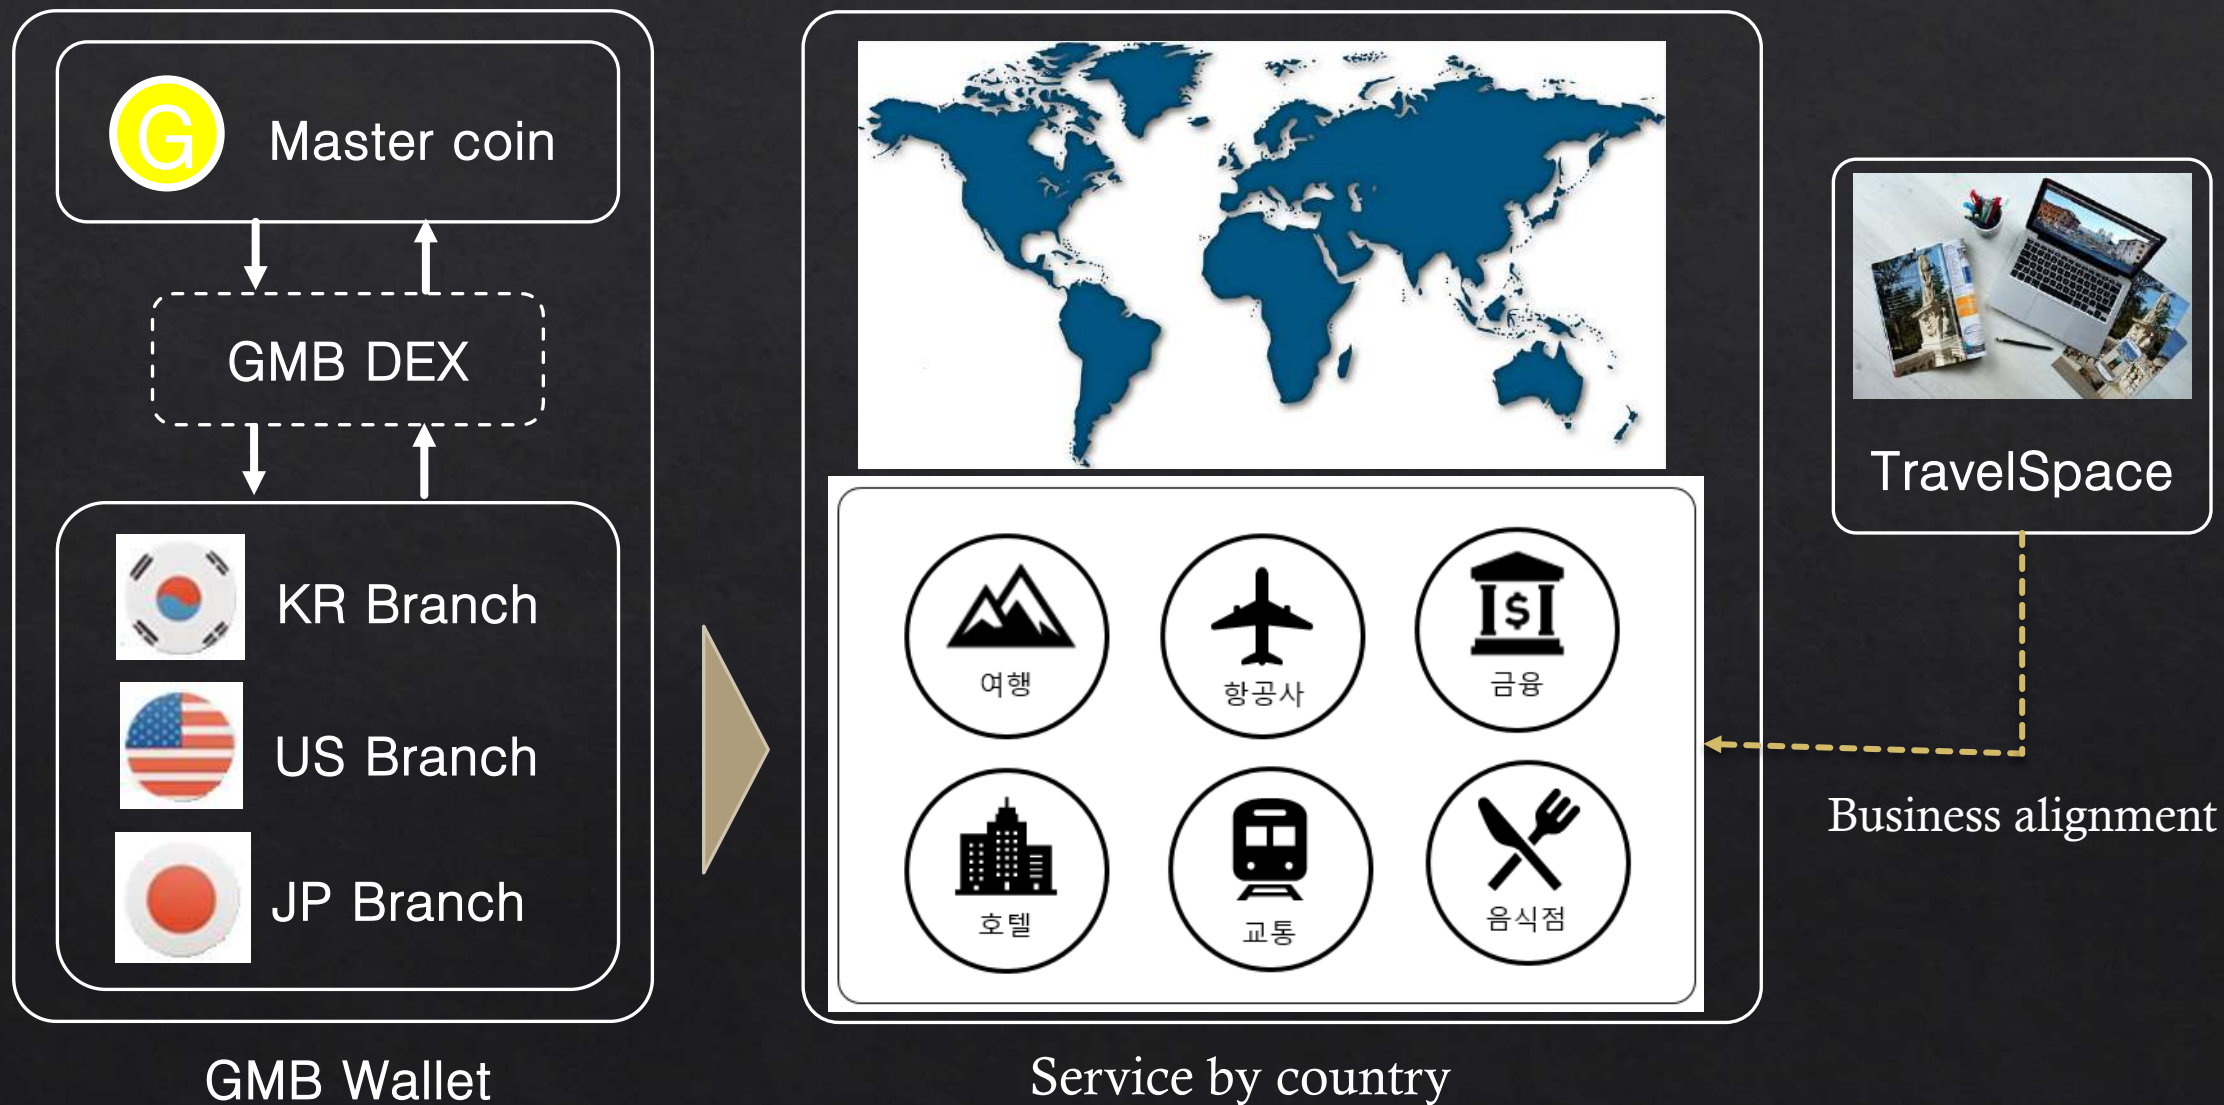 G
Master coin
GMB DEX
KR Branch
US Branch
JP Branch
GMB Wallet
여행
항공사
$
금융
호텔
교통
음식점
Service by country
TravelSpace
Business alignment